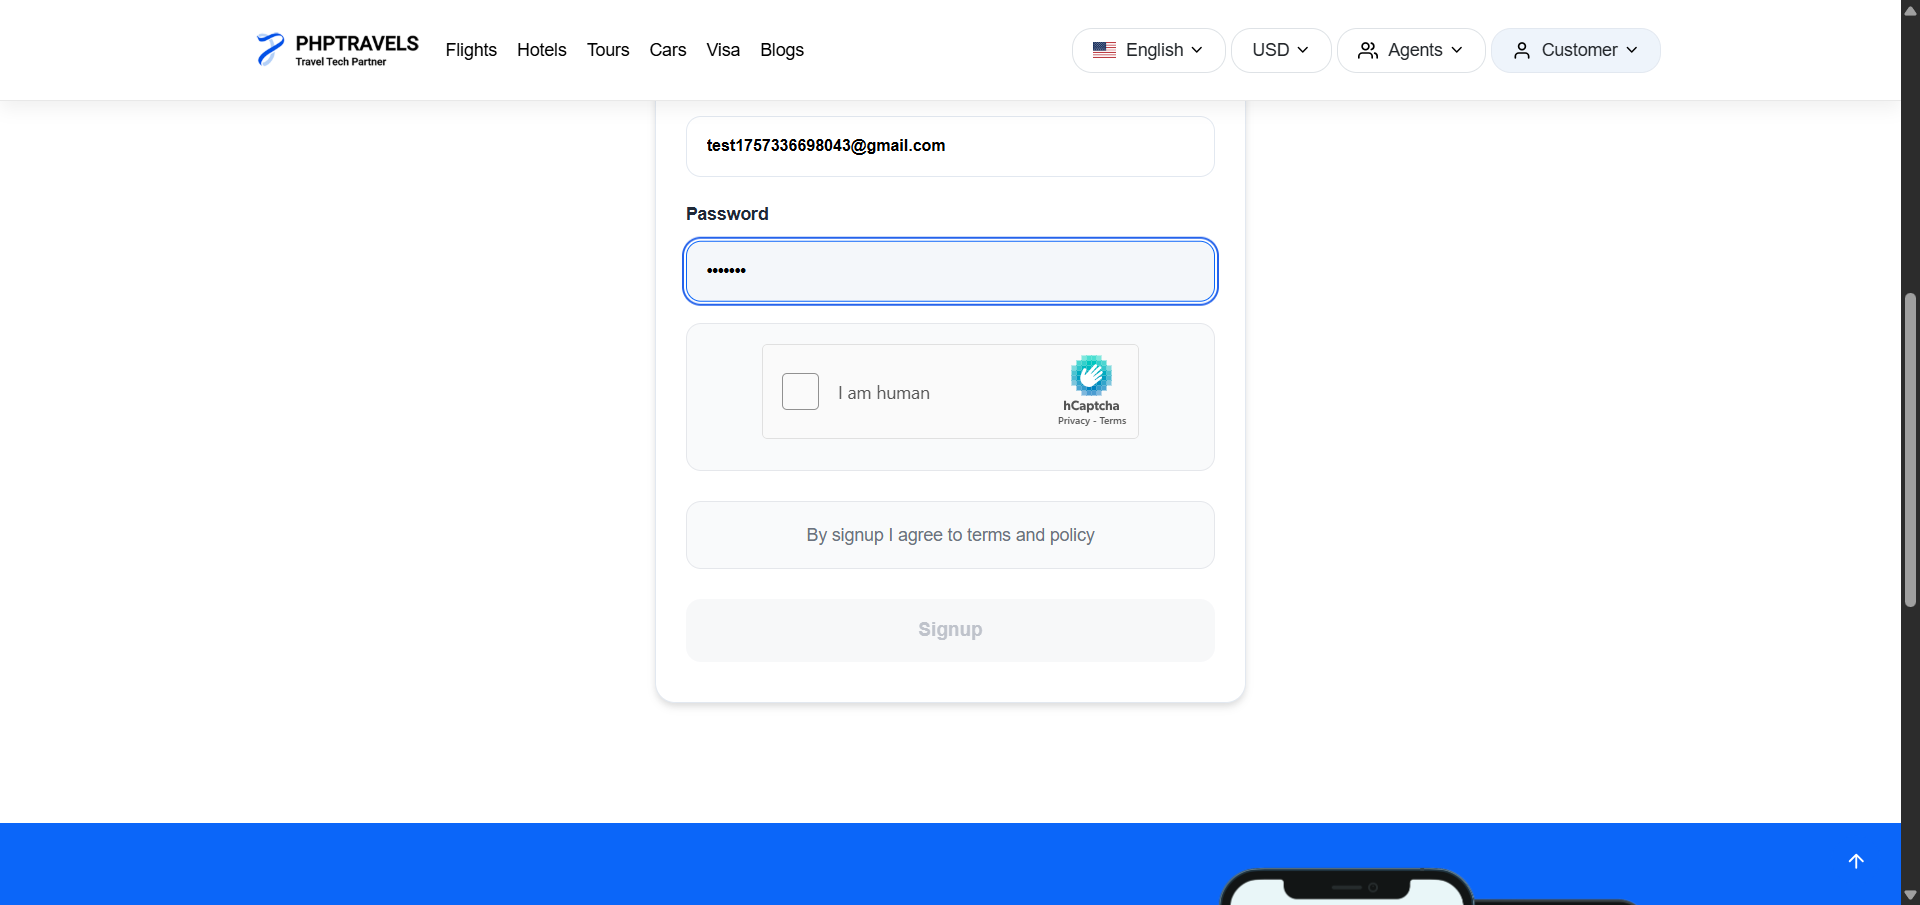 PHPTRAVELS
Travel Tech Partner
Flights Hotels Tours Cars Visa Blogs
English USD Agents Customer
test1757336698043@gmail.com
Password
•••••••
I am human
hCaptcha
Privacy - Terms
By signup I agree to terms and policy
Signup